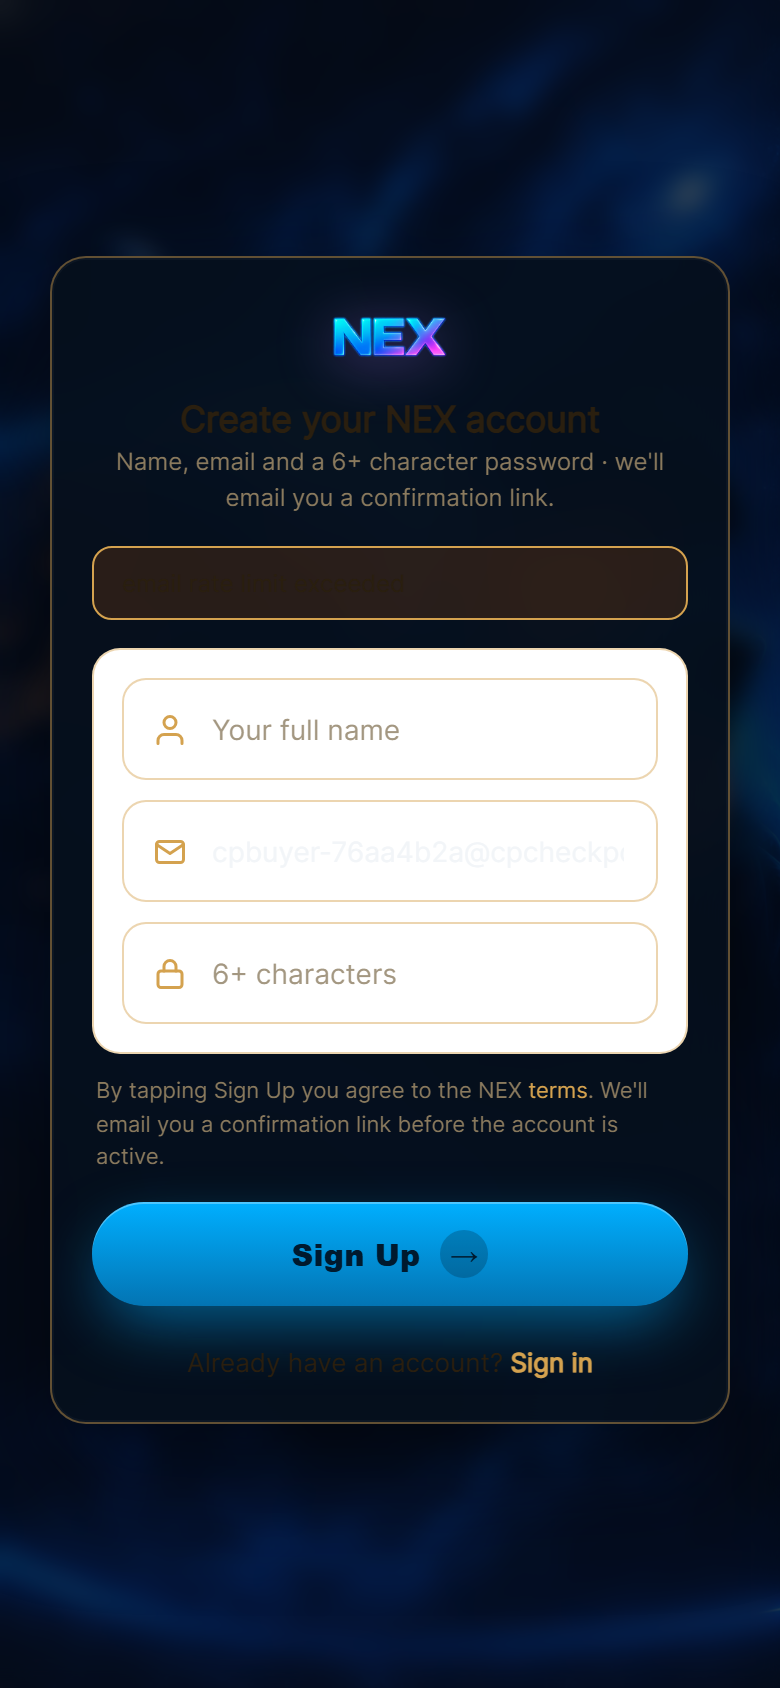 NEX
Create your NEX account
Name, email and a 6+ character password · we'll
email you a confirmation link.
Your full name
cpbuyer-76aa4b2a@cpcheckp
6+ characters
By tapping Sign Up you agree to the NEX terms. We'll
email you a confirmation link before the account is
active.
Sign Up →
Already have an account? Sign in